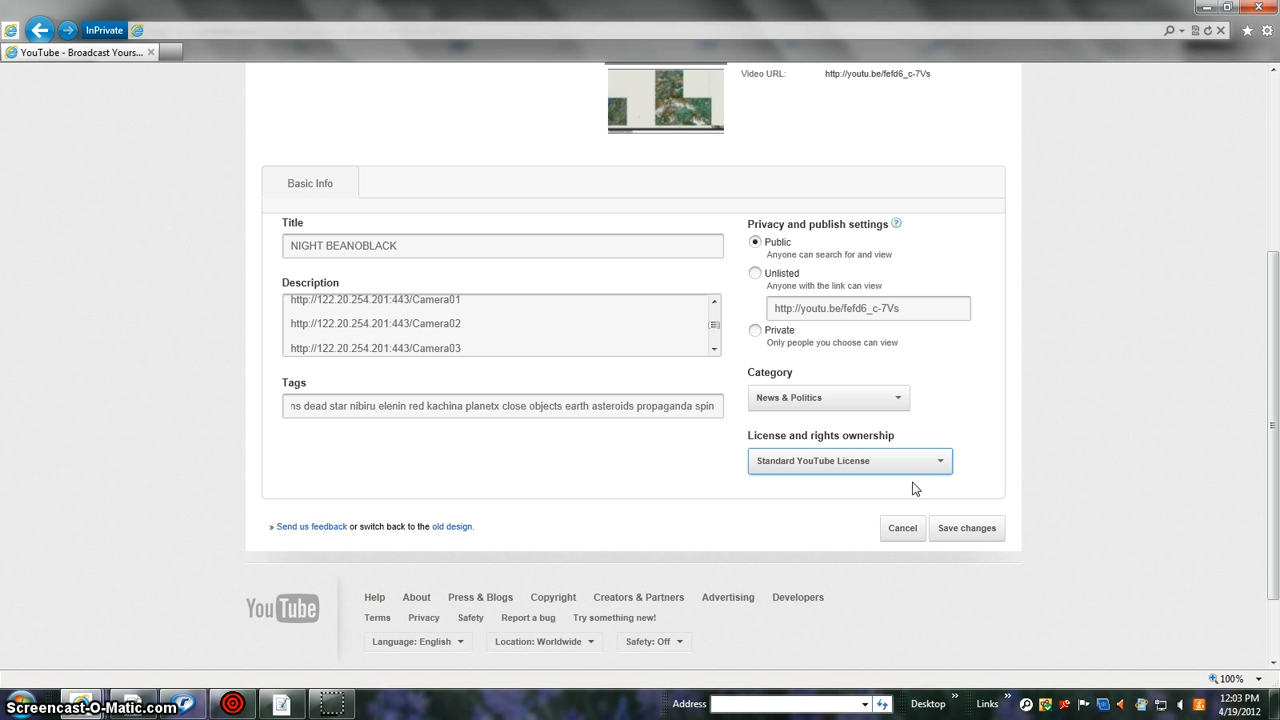 InPrivate
YouTube - Broadcast Yours...
Video URL:
http://youtu.be/fefd6_c-7Vs
Basic Info
Title
NIGHT BEANOBLACK
Description
http://122.20.254.201:443/Camera01
http://122.20.254.201:443/Camera02
http://122.20.254.201:443/Camera03
Tags
ns dead star nibiru elenin red kachina planetx close objects earth asteroids propaganda spin
Privacy and publish settings
Public
Anyone can search for and view
Unlisted
Anyone with the link can view
http://youtu.be/fefd6_c-7Vs
Private
Only people you choose can view
Category
News & Politics
License and rights ownership
Standard YouTube License
» Send us feedback or switch back to the old design.
Cancel
Save changes
YouTube
Help About Press & Blogs Copyright Creators & Partners Advertising Developers
Terms Privacy Safety Report a bug Try something new!
Language: English Location: Worldwide Safety: Off
100%
Screencast-O-Matic.com
Address
Desktop
Links
12:03 PM
4/19/2012